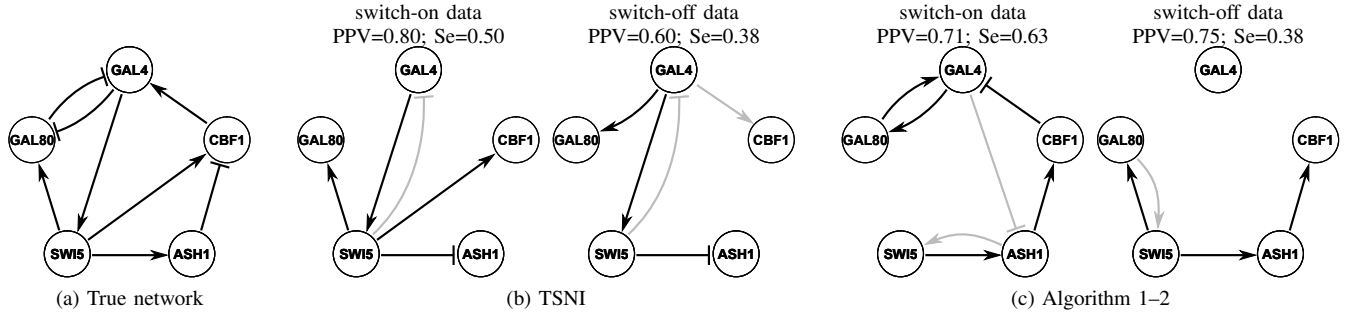 switch-on data
PPV=0.80; Se=0.50
switch-off data
PPV=0.60; Se=0.38
switch-on data
PPV=0.71; Se=0.63
switch-off data
PPV=0.75; Se=0.38
GAL4
GAL80
CBF1
SWI5
ASH1
(a) True network
GAL4
GAL80
CBF1
SWI5
ASH1
GAL4
GAL80
CBF1
SWI5
ASH1
(b) TSNI
GAL4
GAL80
CBF1
SWI5
ASH1
GAL4
GAL80
CBF1
SWI5
ASH1
(c) Algorithm 1–2